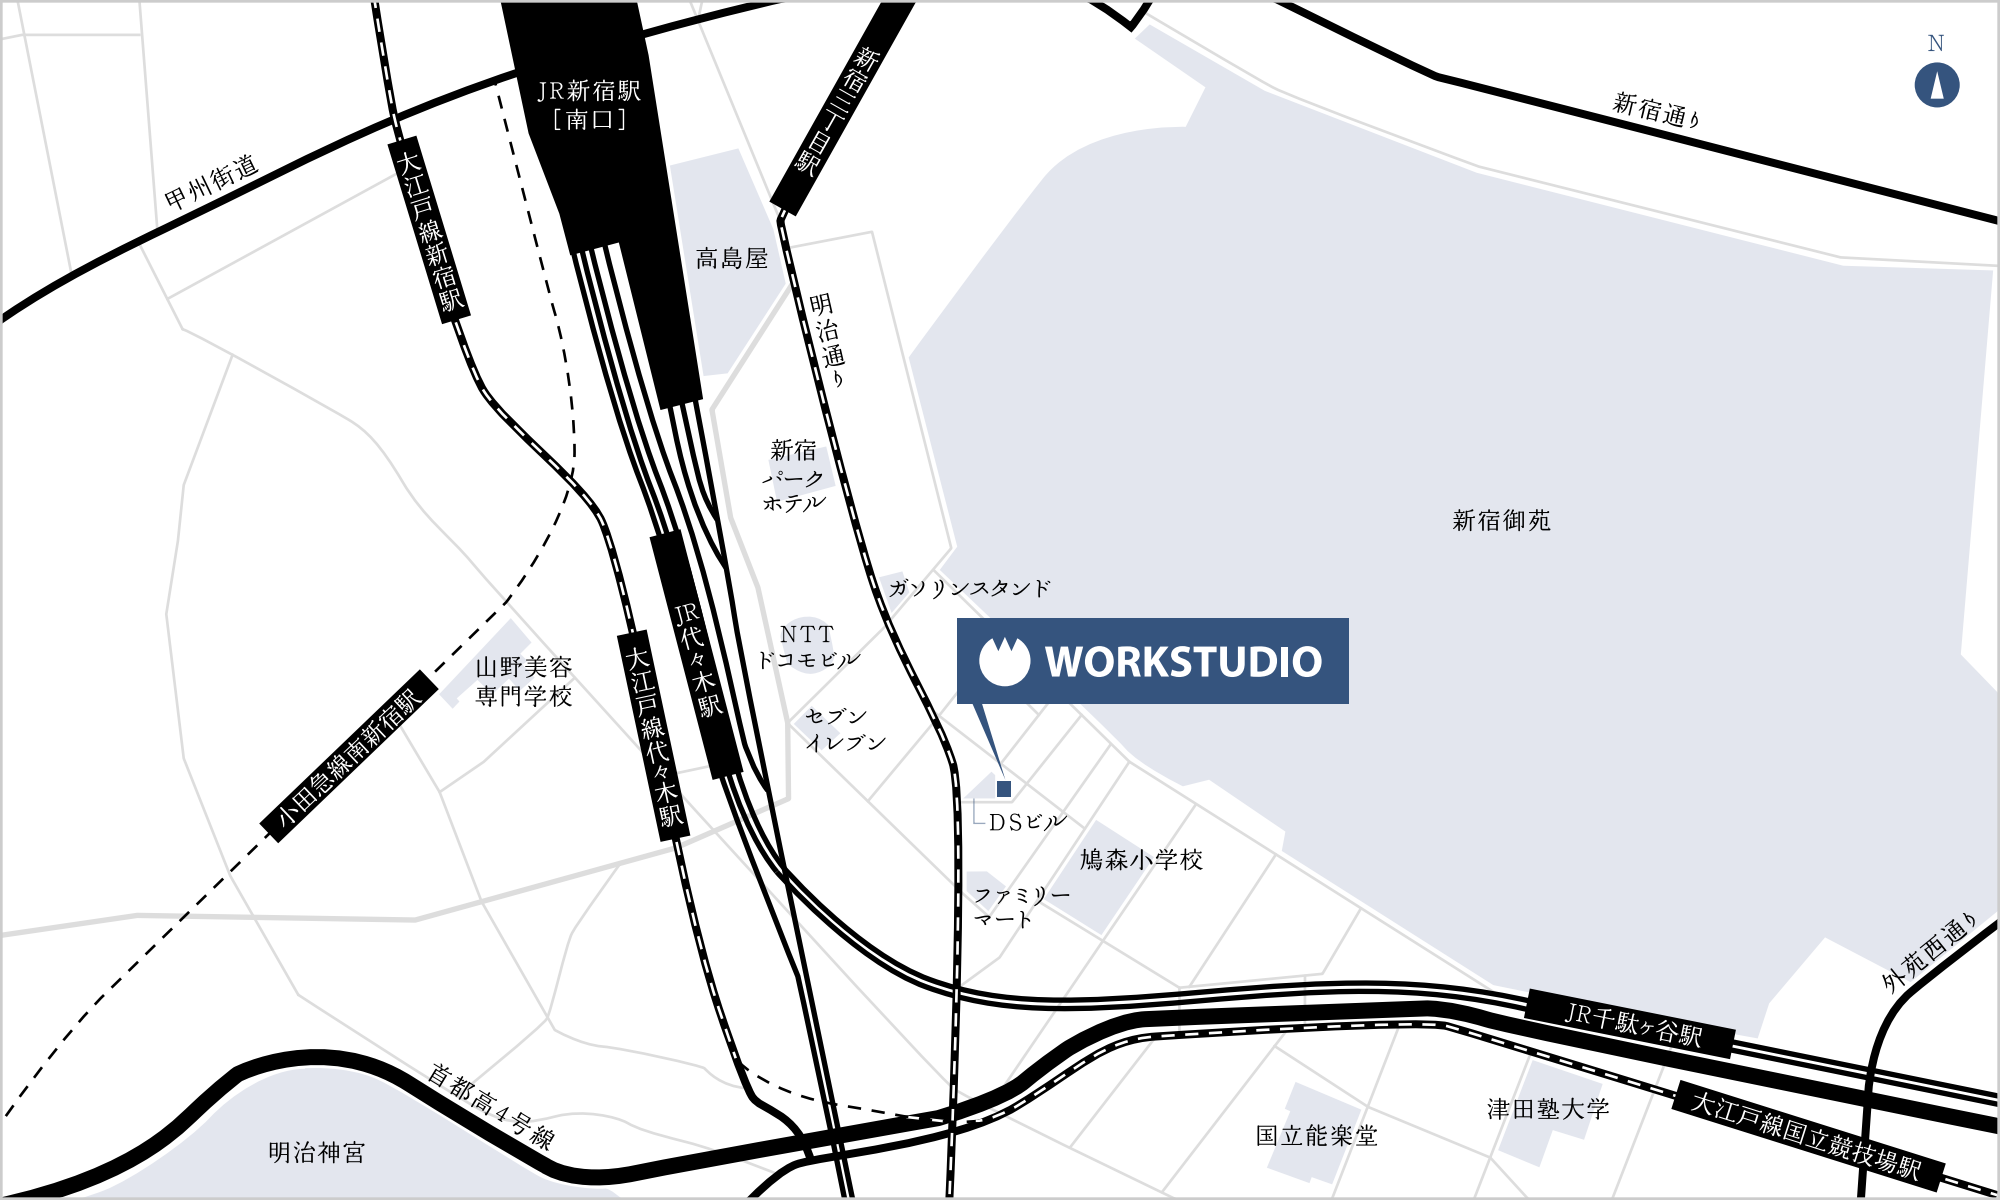 N
JR新宿駅
[南口]
新宿三丁目駅
新宿通り
甲州街道
大江戸線新宿駅
高島屋
明治通り
新宿
パーク
ホテル
新宿御苑
ガソリンスタンド
JR代々木駅
NTT
ドコモビル
WORKSTUDIO
山野美容
専門学校
大江戸線代々木駅
小田急線南新宿駅
セブン
イレブン
DSビル
鳩森小学校
ファミリー
マート
外苑西通り
JR千駄ヶ谷駅
首都高4号線
津田塾大学
大江戸線国立競技場駅
国立能楽堂
明治神宮